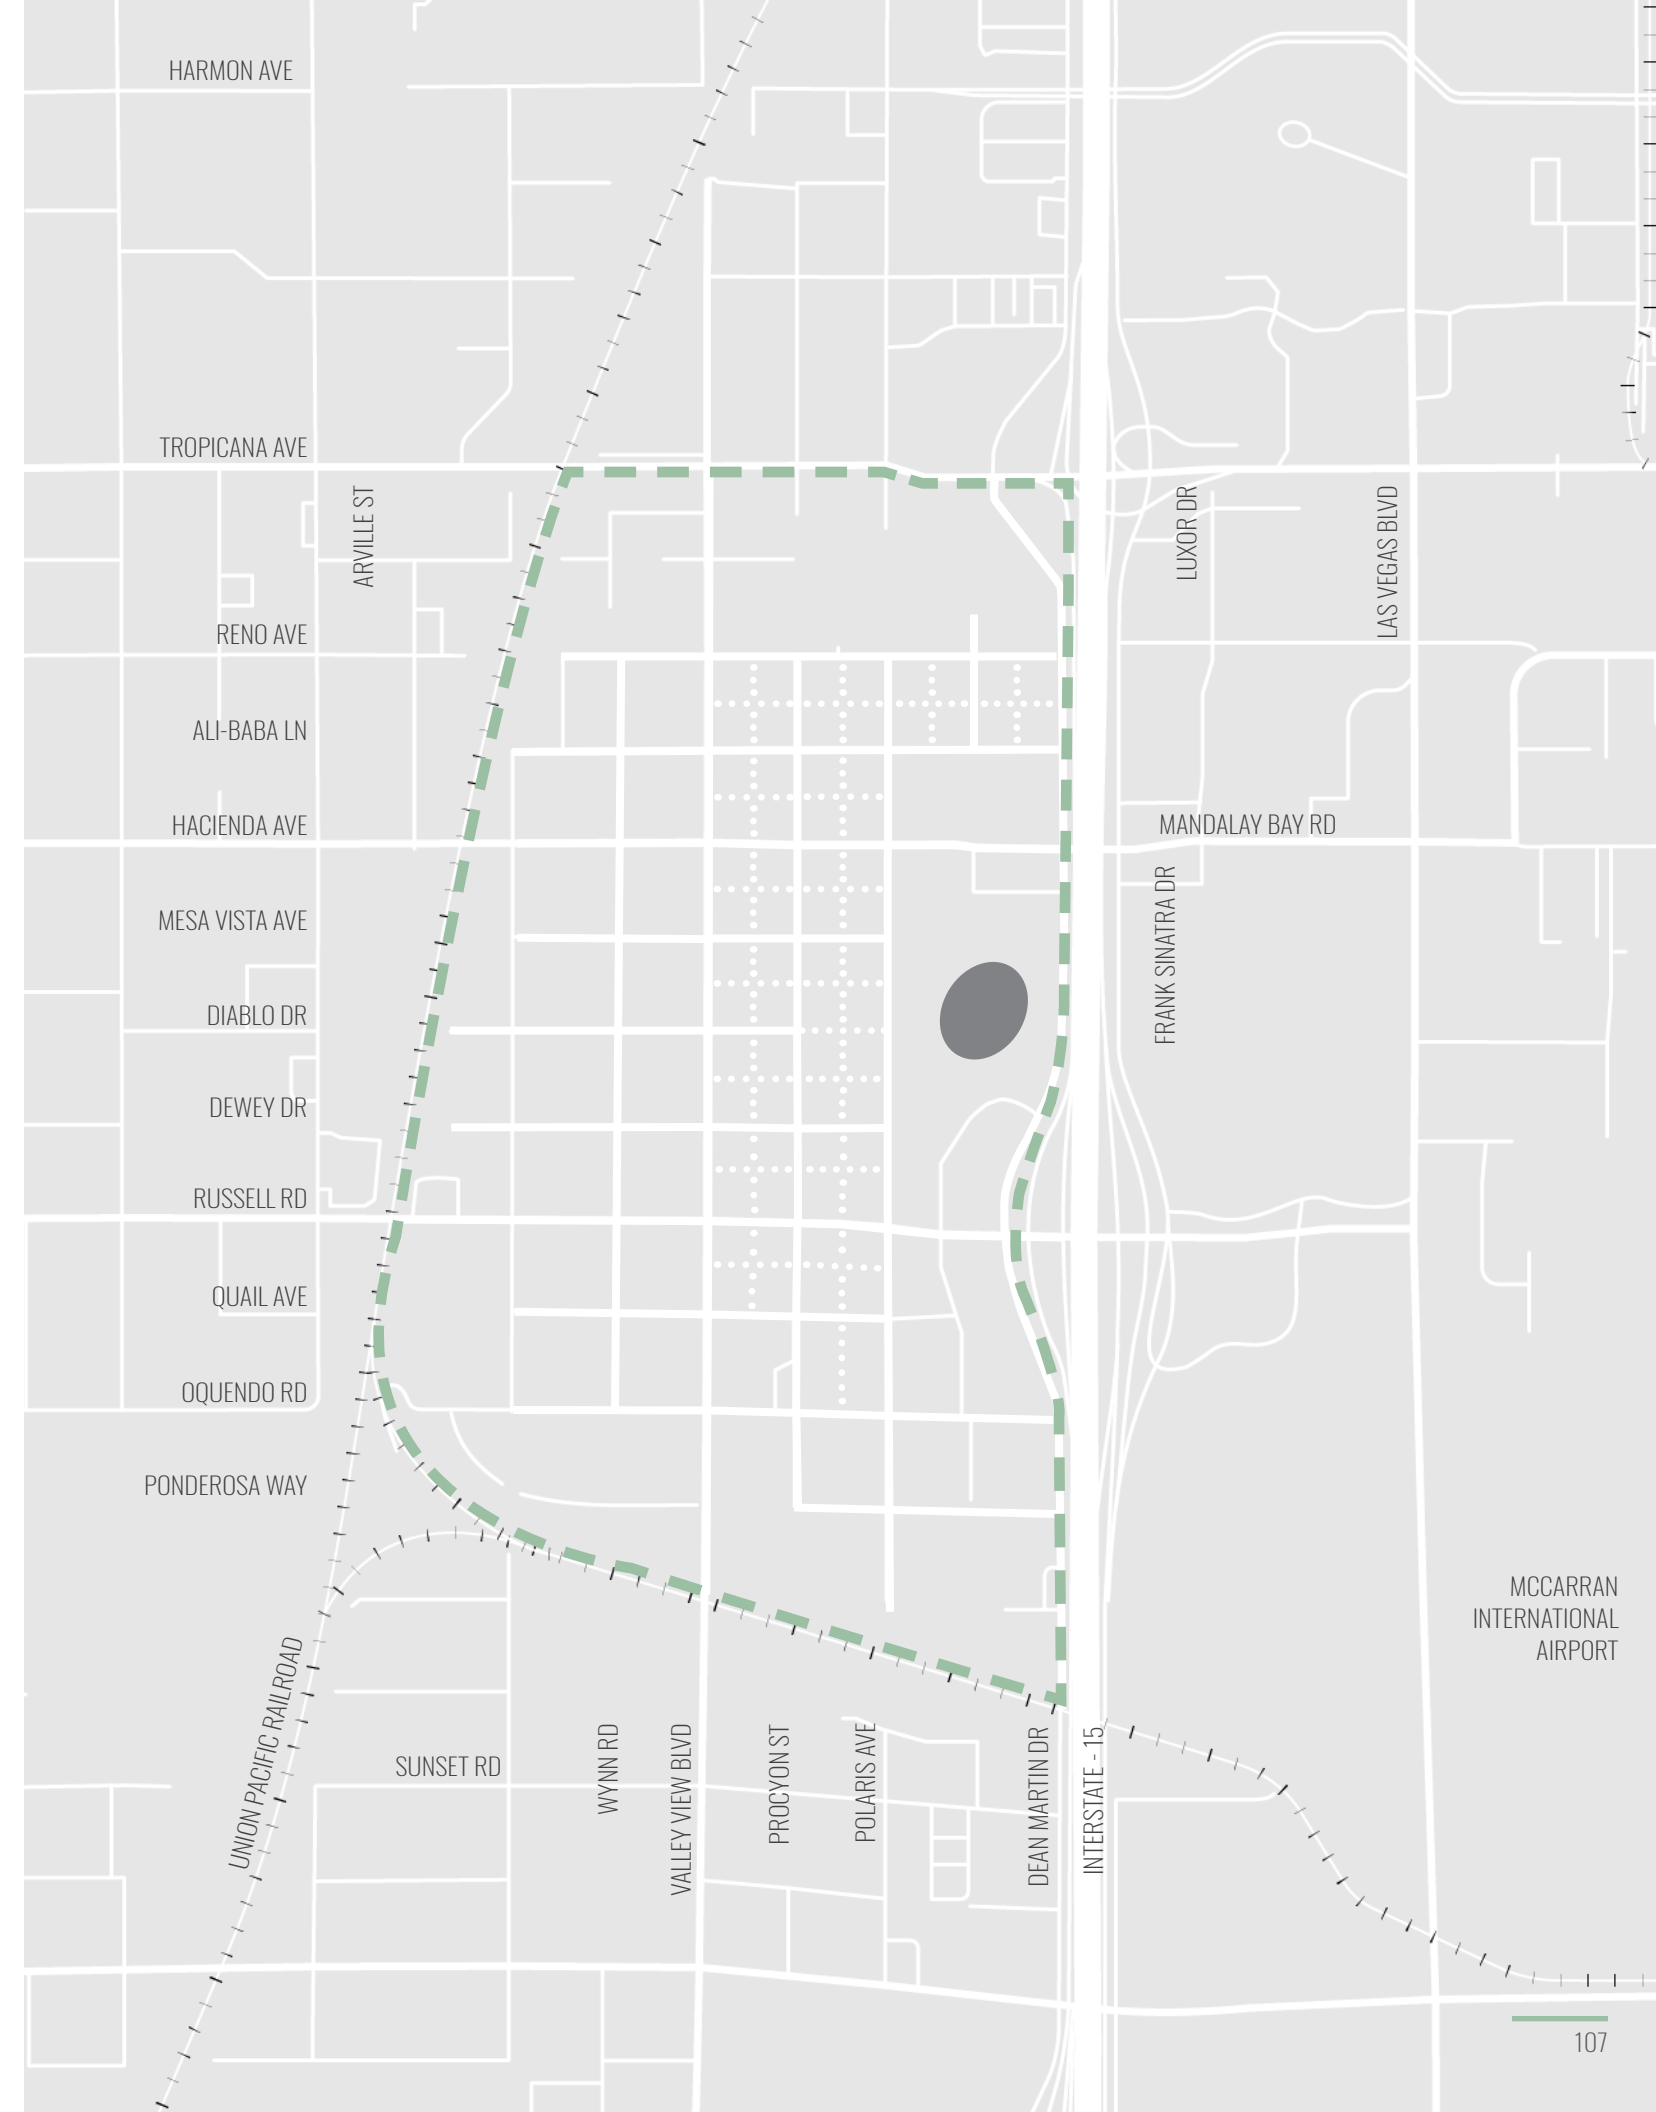 HARMON AVE
TROPICANA AVE
ARVILLE ST
LUXOR DR
LAS VEGAS BLVD
RENO AVE
ALI-BABA LN
HACIENDA AVE
MANDALAY BAY RD
MESA VISTA AVE
FRANK SINATRA DR
DIABLO DR
DEWEY DR
RUSSELL RD
QUAIL AVE
OQUENDO RD
PONDEROSA WAY
MCCARRAN
INTERNATIONAL
AIRPORT
UNION PACIFIC RAILROAD
SUNSET RD
WYNN RD
VALLEY VIEW BLVD
PROCYON ST
POLARIS AVE
DEAN MARTIN DR
INTERSTATE - 15
107